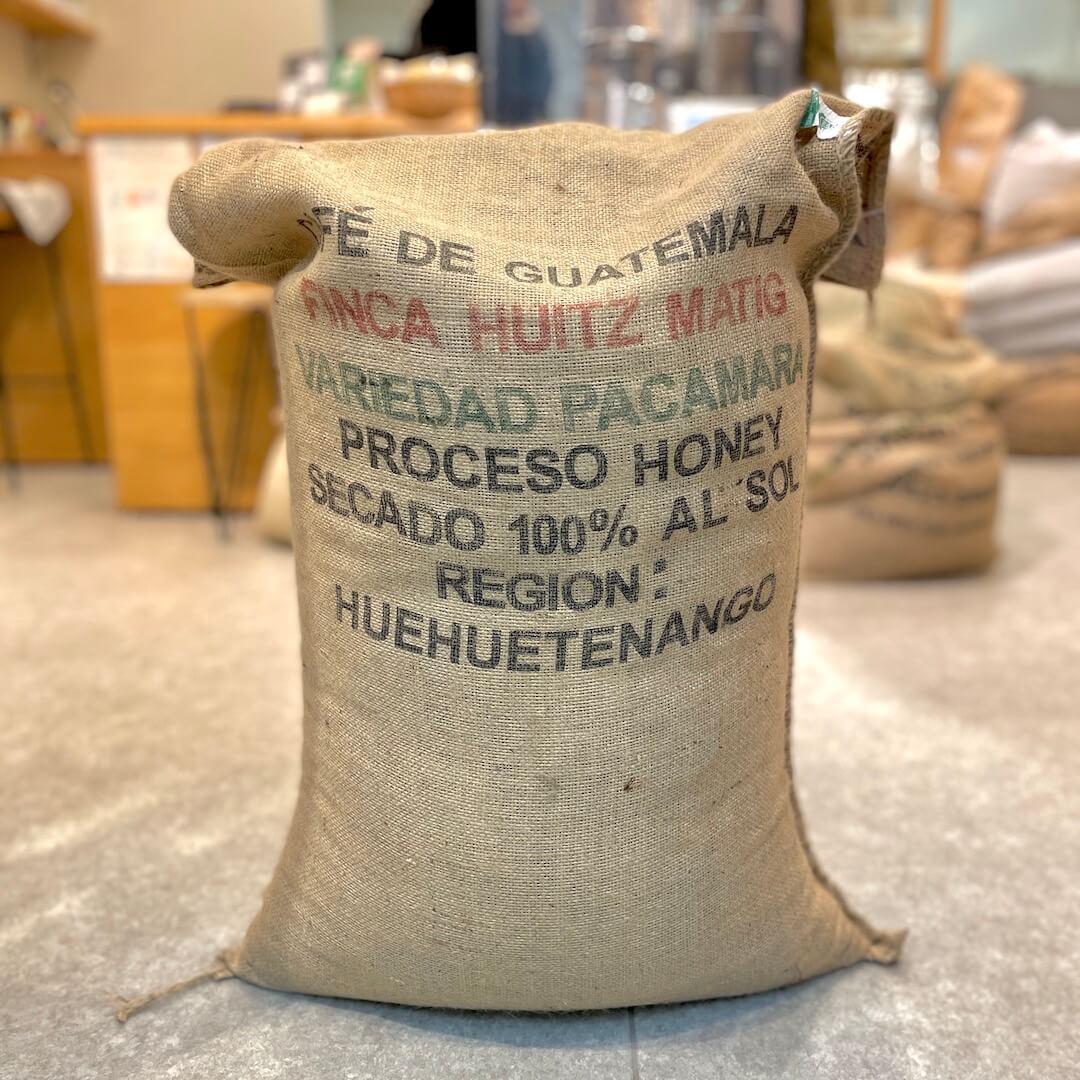 FÉ DE GUATEMALA
FINCA HUITZ MATIG
VARIEDAD PACAMARA
PROCESO HONEY
SECADO 100% AL SOL
REGION:
HUEHUETENANGO